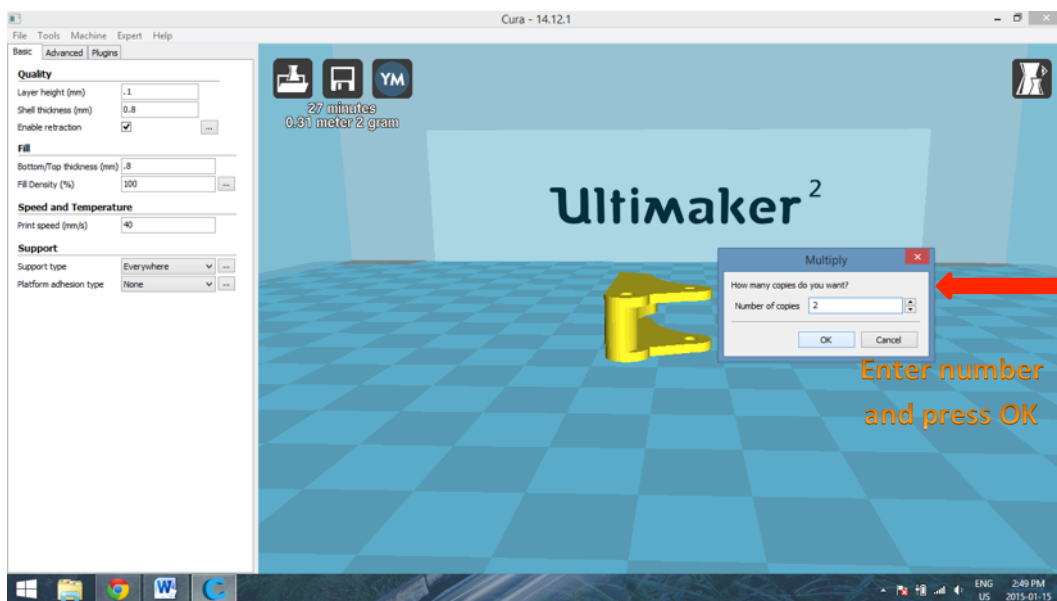 Cura - 14.12.1
File Tools Machine Expert Help
Basic Advanced Plugins
Quality
Layer height (mm) .1
Shell thickness (mm) 0.8
Enable retraction ...
Fill
Bottom/Top thickness (mm) .8
Fill Density (%) 100 ...
Speed and Temperature
Print speed (mm/s) 40
Support
Support type Everywhere ...
Platform adhesion type None ...
YM
27 minutes
0.31 meter 2 gram
Ultimaker 2
Multiply
How many copies do you want?
Number of copies 2
OK Cancel
Enter number
and press OK
W
ENG 2:49 PM
US 2015-01-15